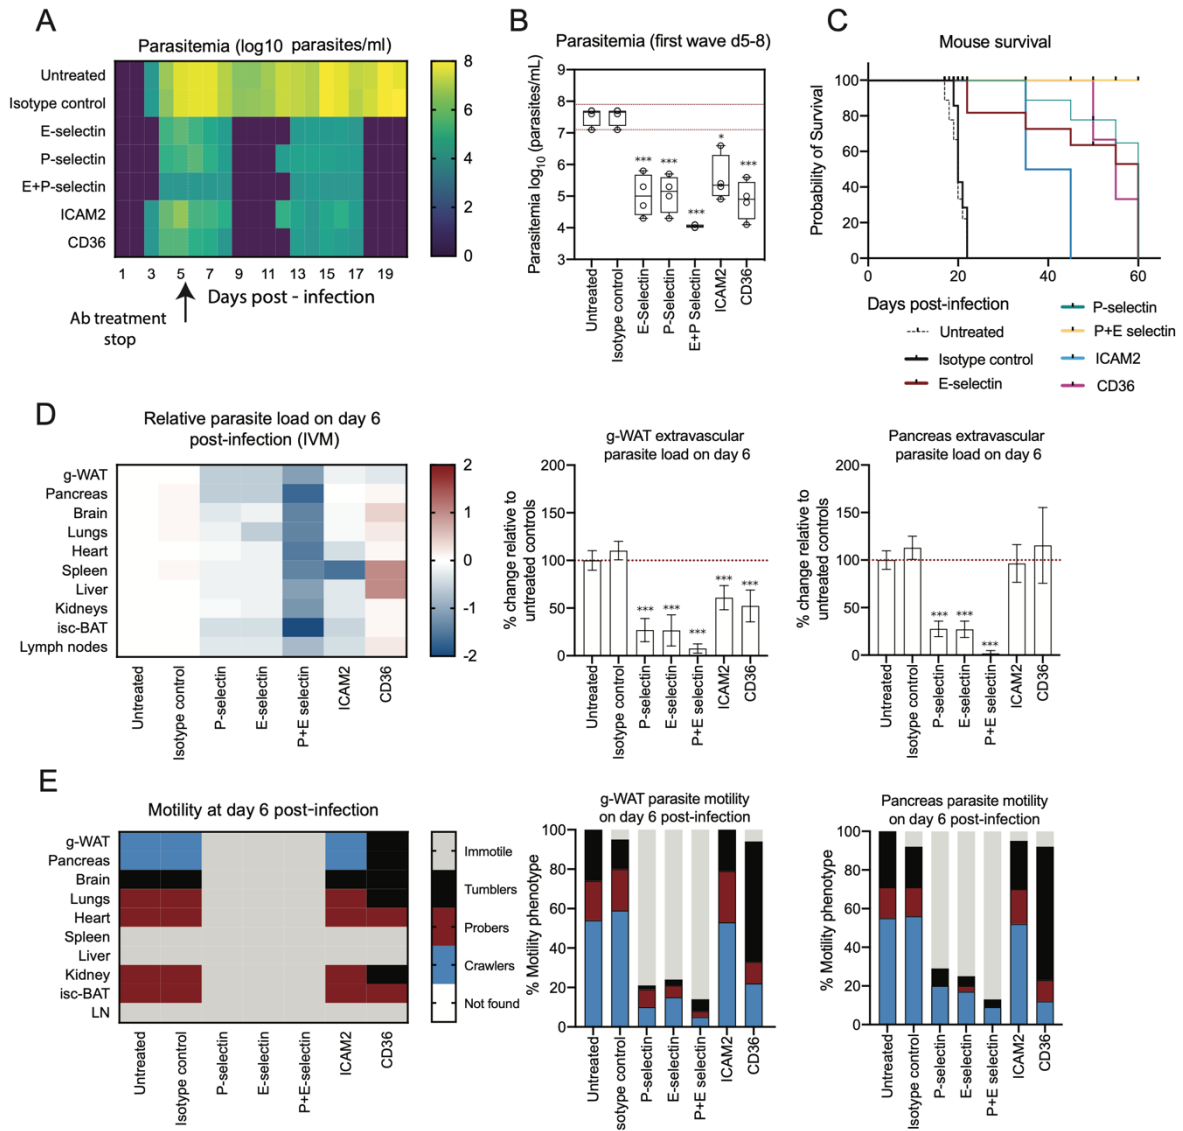 A
Parasitemia (log10 parasites/ml)
Untreated
Isotype control
E-selectin
P-selectin
E+P-selectin
ICAM2
CD36
8
6
4
2
0
1 3 5 7 9 11 13 15 17 19
Days post - infection
Ab treatment
stop
B
Parasitemia (first wave d5-8)
Parasitemia log10 (parasites/mL)
9
8
7
6
5
4
3
*** *** *** * ***
Untreated
Isotype control
E-Selectin
P-Selectin
E+P Selectin
ICAM2
CD36
C
Mouse survival
Probability of Survival
100
80
60
40
20
0
0 20 40 60
Days post-infection
Untreated
Isotype control
E-selectin
P-selectin
P+E selectin
ICAM2
CD36
D
Relative parasite load on day 6
post-infection (IVM)
g-WAT
Pancreas
Brain
Lungs
Heart
Spleen
Liver
Kidneys
isc-BAT
Lymph nodes
2
1
0
-1
-2
Untreated
Isotype control
P-selectin
E-selectin
P+E selectin
ICAM2
CD36
g-WAT extravascular
parasite load on day 6
% change relative to
untreated controls
200
150
100
50
0
*** *** *** *** ***
Untreated
Isotype control
P-selectin
E-selectin
P+E selectin
ICAM2
CD36
Pancreas extravascular
parasite load on day 6
% change relative to
untreated controls
200
150
100
50
0
*** *** ***
Untreated
Isotype control
P-selectin
E-selectin
P+E selectin
ICAM2
CD36
E
Motility at day 6 post-infection
g-WAT
Pancreas
Brain
Lungs
Heart
Spleen
Liver
Kidney
isc-BAT
LN
Immotile
Tumblers
Probers
Crawlers
Not found
Untreated
Isotype control
P-selectin
E-selectin
P+E-selectin
ICAM2
CD36
g-WAT parasite motility
on day 6 post-infection
% Motility phenotype
100
80
60
40
20
0
Untreated
sotype control
P-selectin
E-selectin
P+E selectin
ICAM2
CD36
Pancreas parasite motility
on day 6 post-infection
% Motility phenotype
100
80
60
40
20
0
Untreated
Isotype control
P-selectin
E-selectin
P+E selectin
ICAM2
CD36